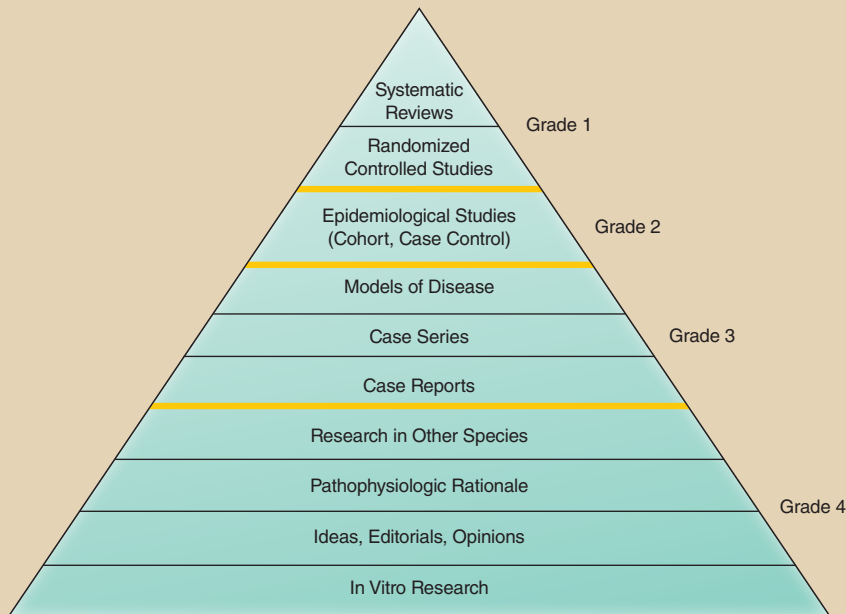 Systematic
Reviews
Grade 1
Randomized
Controlled Studies
Epidemiological Studies
(Cohort, Case Control)
Grade 2
Models of Disease
Case Series
Grade 3
Case Reports
Research in Other Species
Pathophysiologic Rationale
Grade 4
Ideas, Editorials, Opinions
In Vitro Research